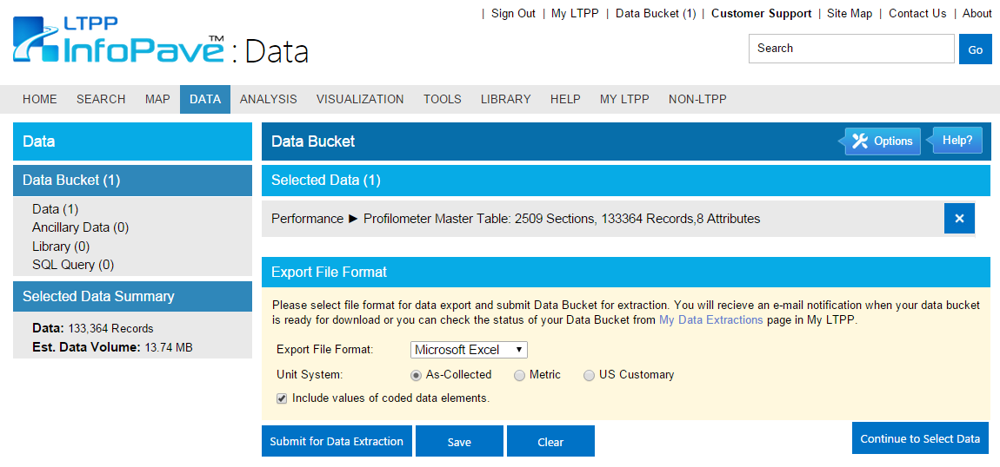 | Sign Out | My LTPP | Data Bucket (1) | Customer Support | Site Map | Contact Us | About
LTPP
InfoPave™ : Data
Search
Go
HOME SEARCH MAP DATA ANALYSIS VISUALIZATION TOOLS LIBRARY HELP MY LTPP NON-LTPP
Data
Data Bucket (1)
Data (1)
Ancillary Data (0)
Library (0)
SQL Query (0)
Selected Data Summary
Data: 133,364 Records
Est. Data Volume: 13.74 MB
Data Bucket
Options
Help?
Selected Data (1)
Performance ► Profilometer Master Table: 2509 Sections, 133364 Records,8 Attributes
×
Export File Format
Please select file format for data export and submit Data Bucket for extraction. You will recieve an e-mail notification when your data bucket
is ready for download or you can check the status of your Data Bucket from My Data Extractions page in My LTPP.
Export File Format: Microsoft Excel ▼
Unit System: As-Collected Metric US Customary
Include values of coded data elements.
Submit for Data Extraction
Save
Clear
Continue to Select Data